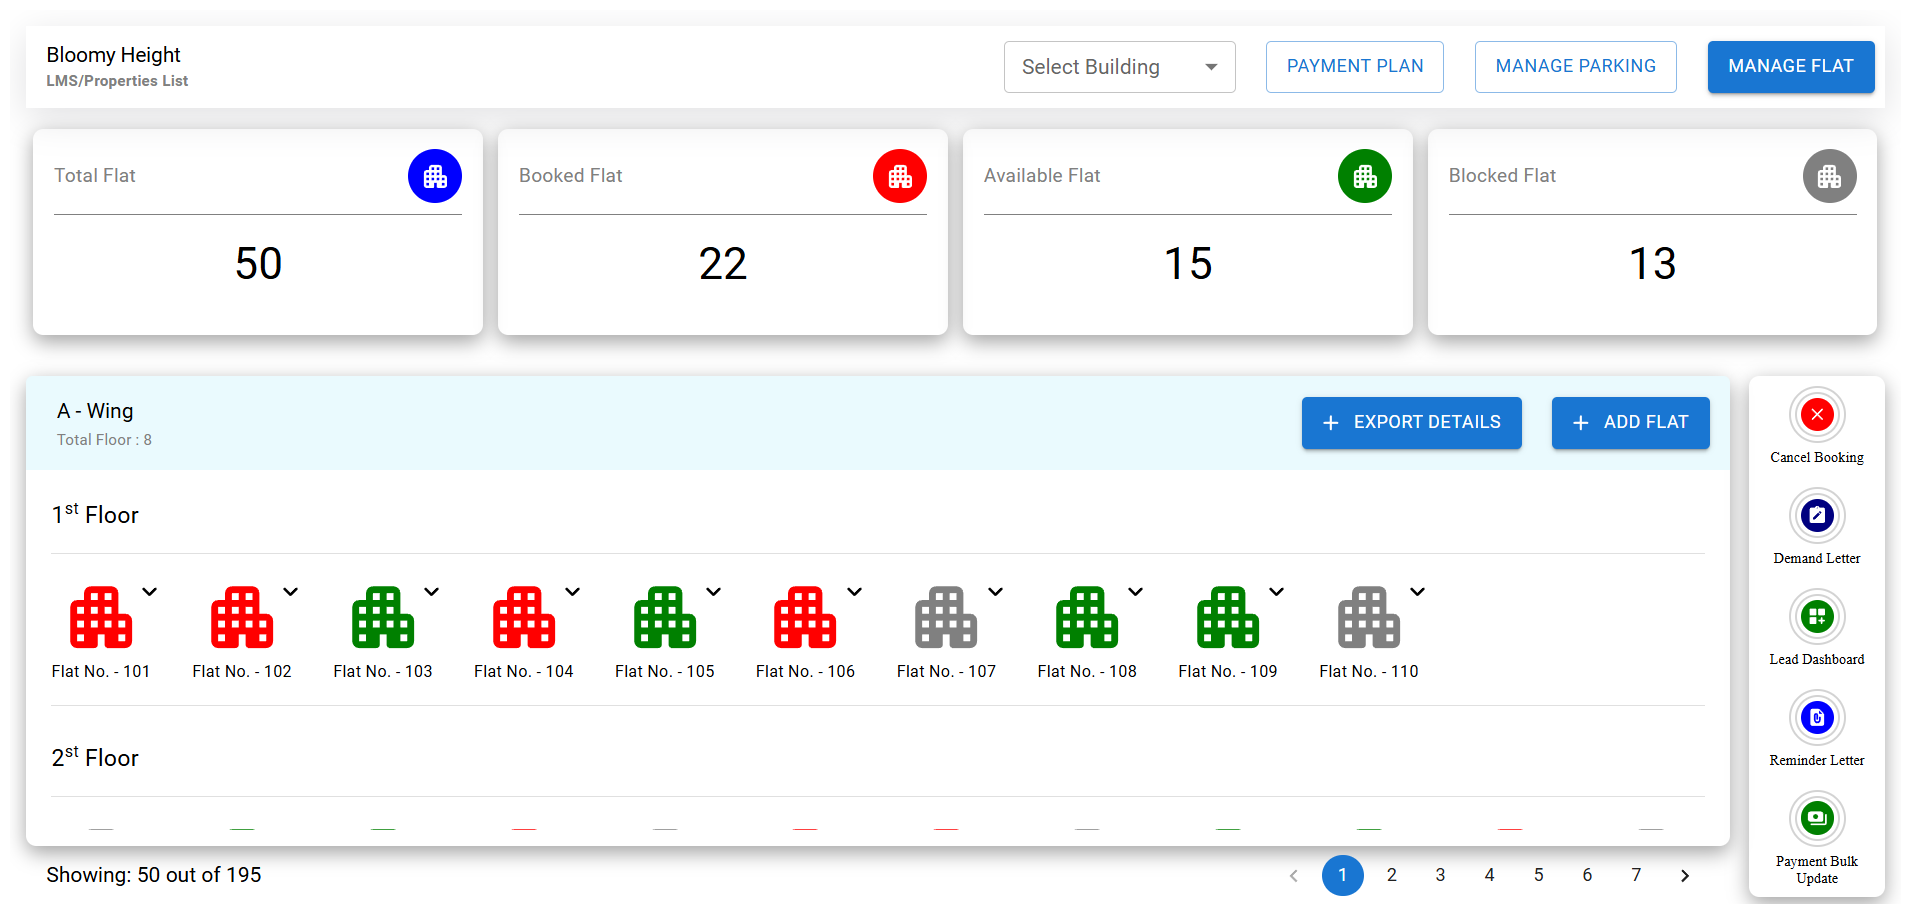 Bloomy Height
LMS/Properties List
Select Building
PAYMENT PLAN
MANAGE PARKING
MANAGE FLAT
Total Flat
50
Booked Flat
22
Available Flat
15
Blocked Flat
13
A - Wing
Total Floor : 8
EXPORT DETAILS
ADD FLAT
1st Floor
Flat No. - 101
Flat No. - 102
Flat No. - 103
Flat No. - 104
Flat No. - 105
Flat No. - 106
Flat No. - 107
Flat No. - 108
Flat No. - 109
Flat No. - 110
2st Floor
Showing: 50 out of 195
1 2 3 4 5 6 7
Cancel Booking
Demand Letter
Lead Dashboard
Reminder Letter
Payment Bulk
Update